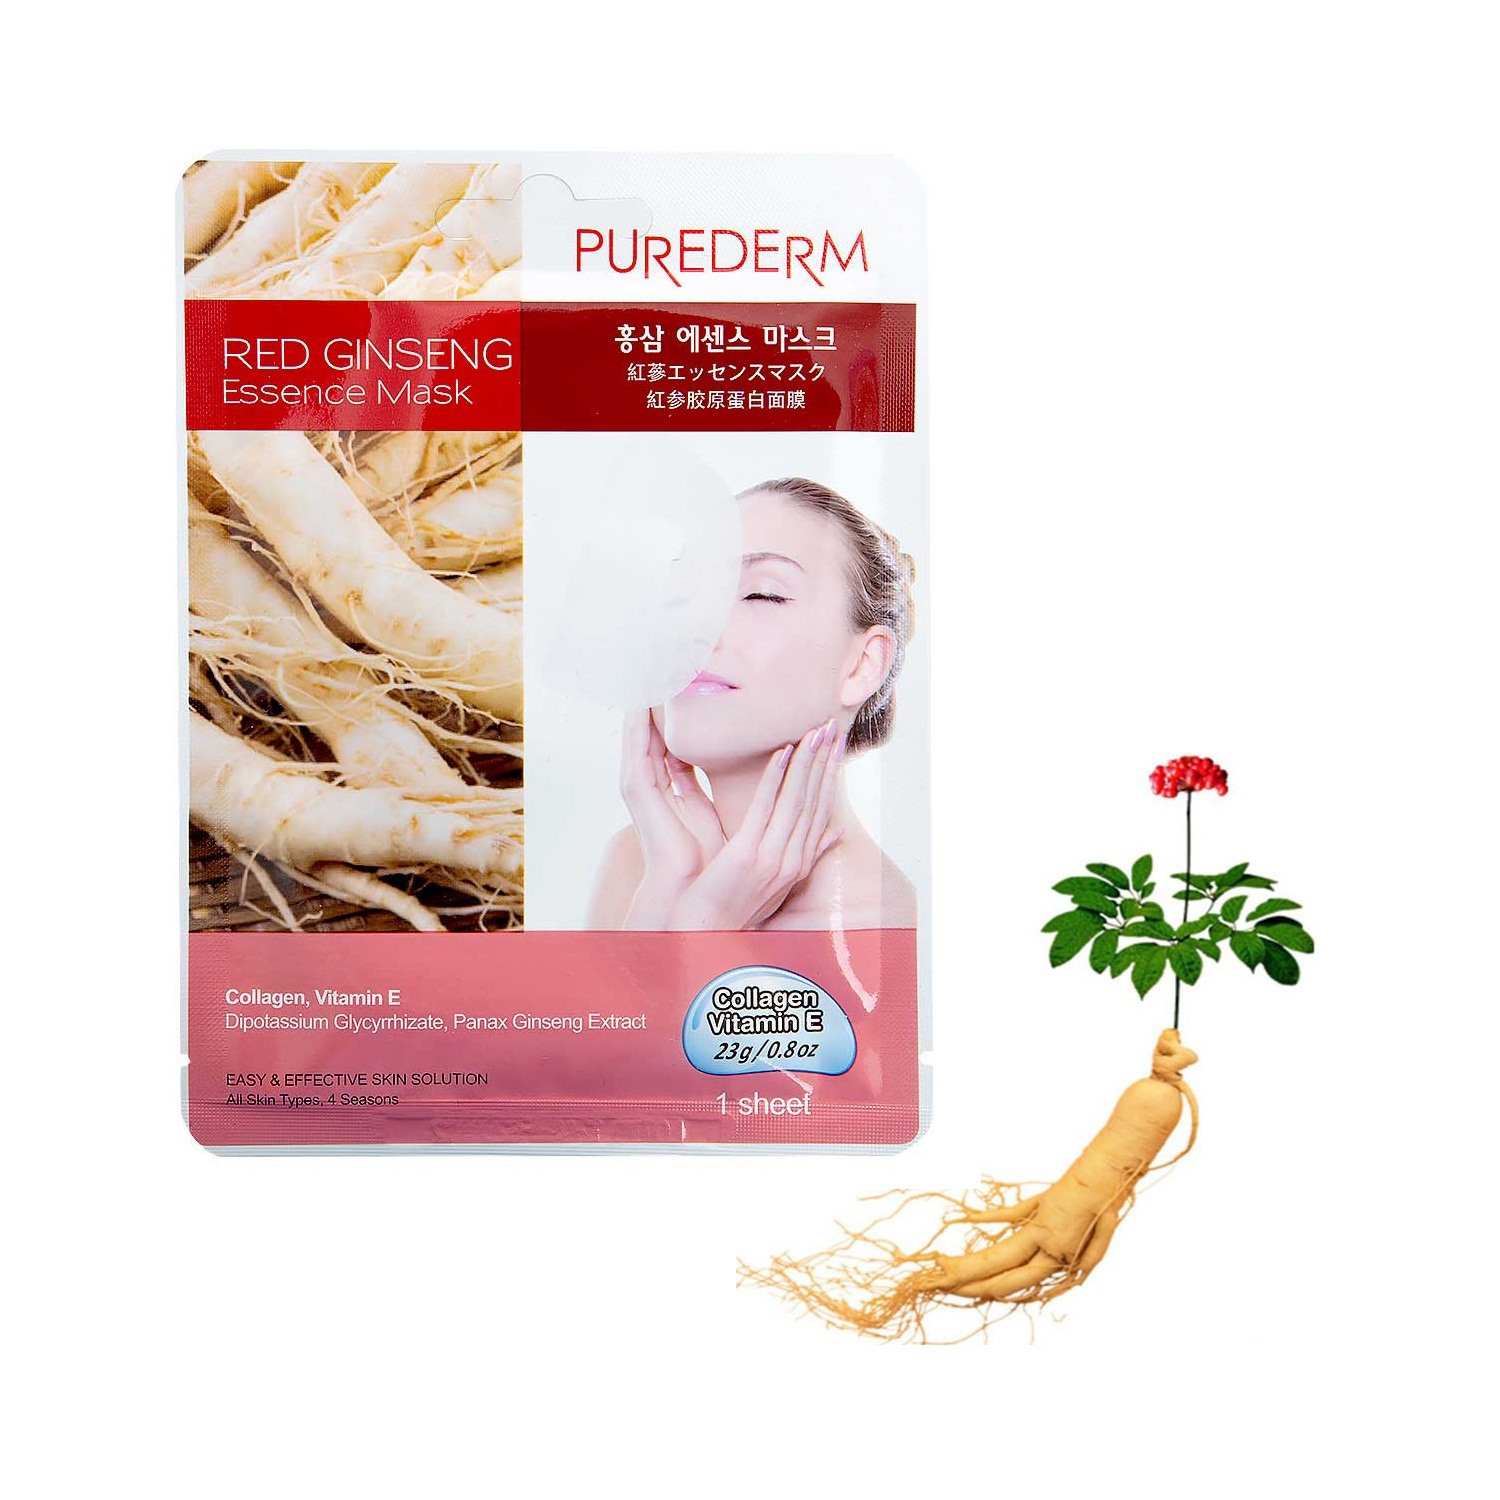 PUREDERM
RED GINSENG
Essence Mask
홍삼 에센스 마스크
紅蔘エッセンスマスク
紅参胶原蛋白面膜
Collagen, Vitamin E
Dipotassium Glycyrrhizate, Panax Ginseng Extract
Collagen
Vitamin E
23g/0.8oz
EASY & EFFECTIVE SKIN SOLUTION
All Skin Types, 4 Seasons
1 sheet